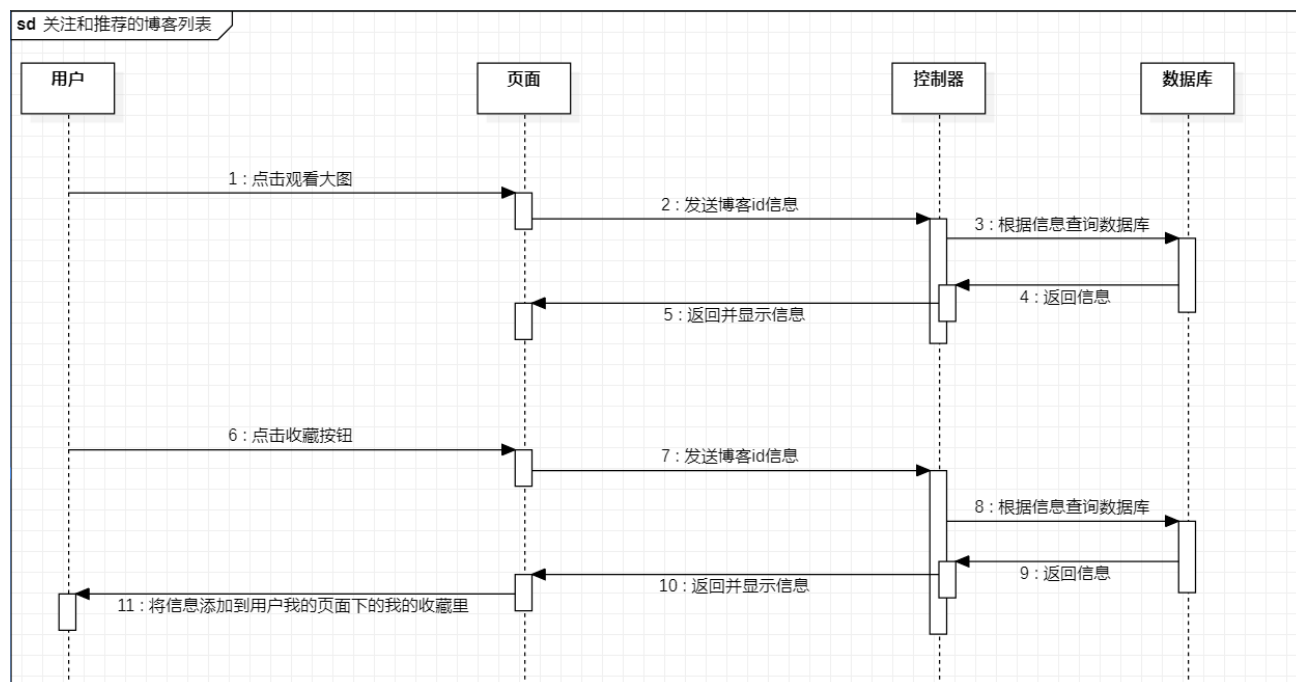 sd 关注和推荐的博客列表
用户
页面
控制器
数据库
1 : 点击观看大图
2 : 发送博客id信息
3 : 根据信息查询数据库
4 : 返回信息
5 : 返回并显示信息
6 : 点击收藏按钮
7 : 发送博客id信息
8 : 根据信息查询数据库
9 : 返回信息
10 : 返回并显示信息
11 : 将信息添加到用户我的页面下的我的收藏里